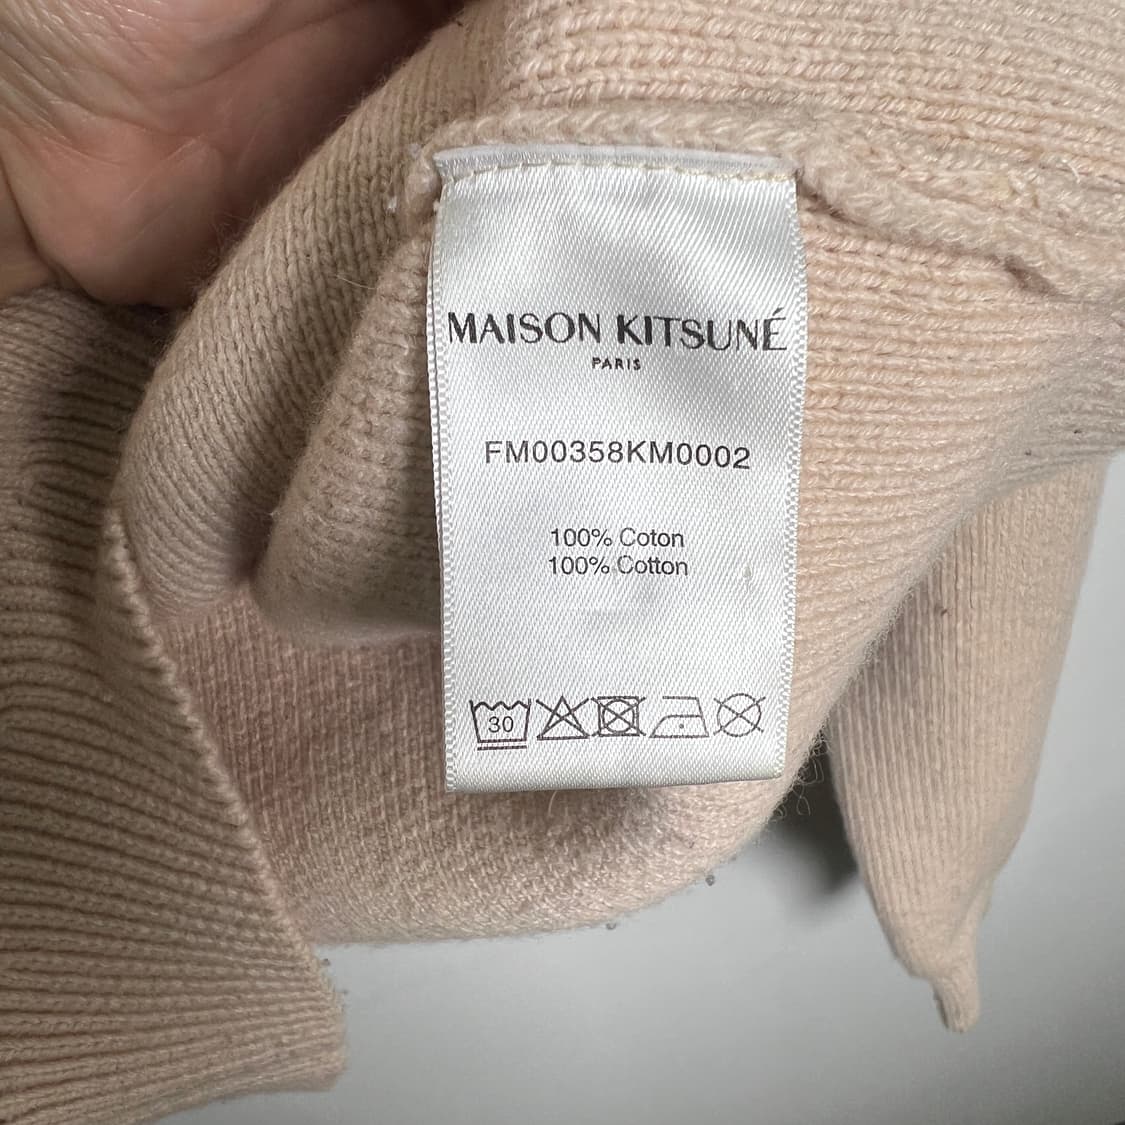 MAISON KITSUNÉ
PARIS
FM00358KM0002
100% Coton
100% Cotton
30